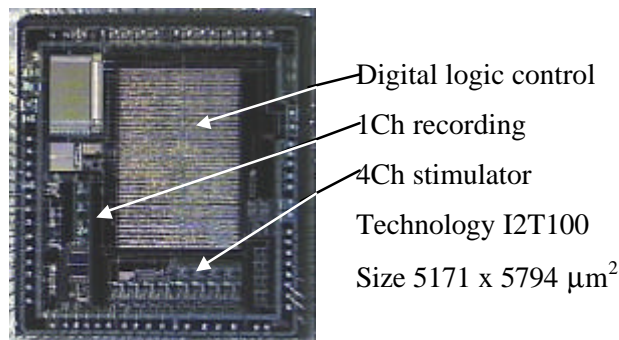 Digital logic control
1Ch recording
4Ch stimulator
Technology I2T100
Size 5171 x 5794 μm²